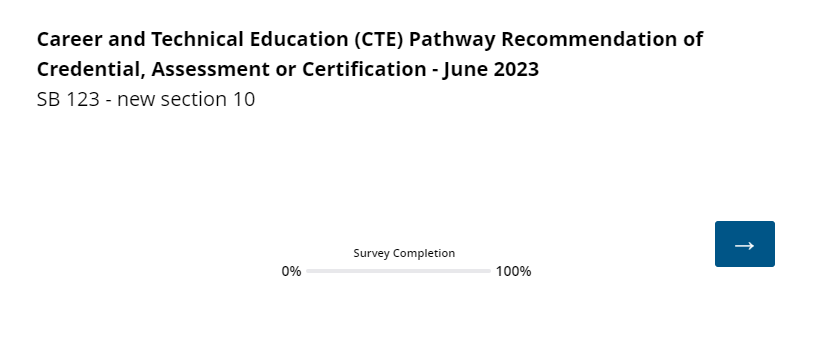 Career and Technical Education (CTE) Pathway Recommendation of
Credential, Assessment or Certification - June 2023
SB 123 - new section 10
→
Survey Completion
0% 100%